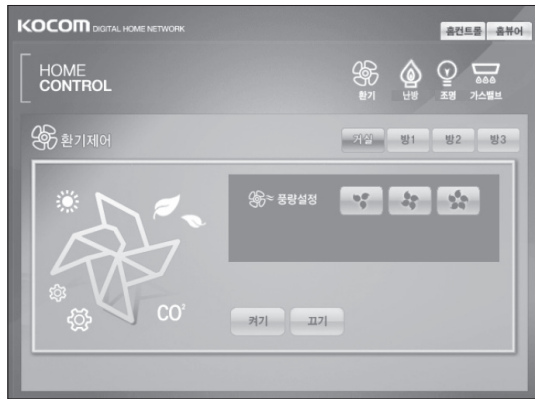 KOCOM DIGITAL HOME NETWORK
홈컨트롤 홈뷰어
HOME
CONTROL
환기 난방 조명 가스밸브
환기제어
거실 방1 방2 방3
풍량설정
CO²
켜기 끄기